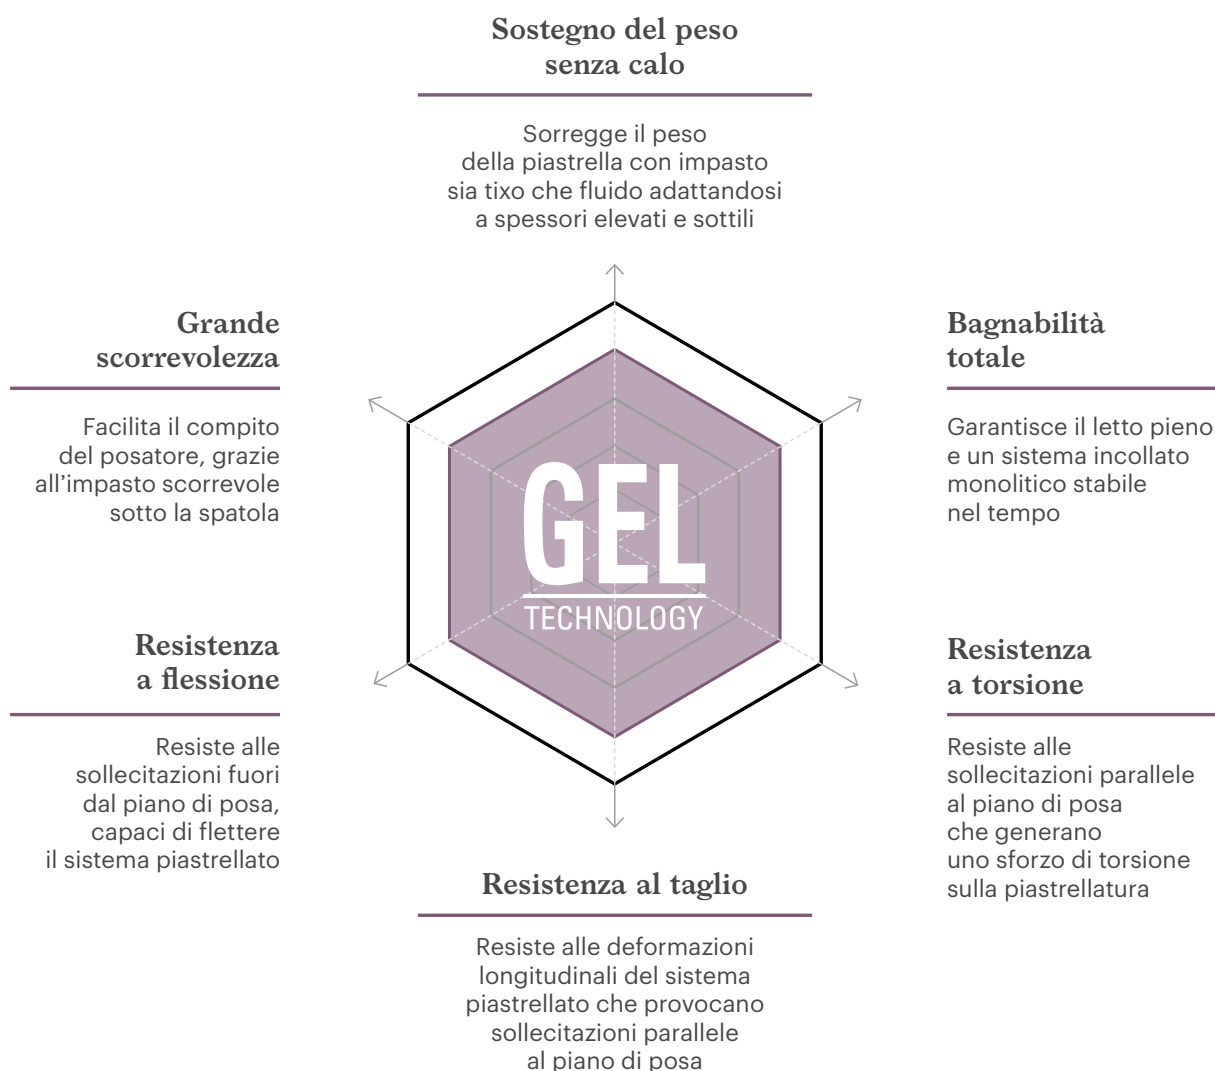 Sostegno del peso
senza calo
Sorregge il peso
della piastrella con impasto
sia tixo che fluido adattandosi
a spessori elevati e sottili
Grande
scorrevolezza
Facilita il compito
del posatore, grazie
all’impasto scorrevole
sotto la spatola
Bagnabilità
totale
Garantisce il letto pieno
e un sistema incollato
monolitico stabile
nel tempo
GEL
TECHNOLOGY
Resistenza
a flessione
Resiste alle
sollecitazioni fuori
dal piano di posa,
capaci di flettere
il sistema piastrellato
Resistenza
a torsione
Resiste alle
sollecitazioni parallele
al piano di posa
che generano
uno sforzo di torsione
sulla piastrellatura
Resistenza al taglio
Resiste alle deformazioni
longitudinali del sistema
piastrellato che provocano
sollecitazioni parallele
al piano di posa